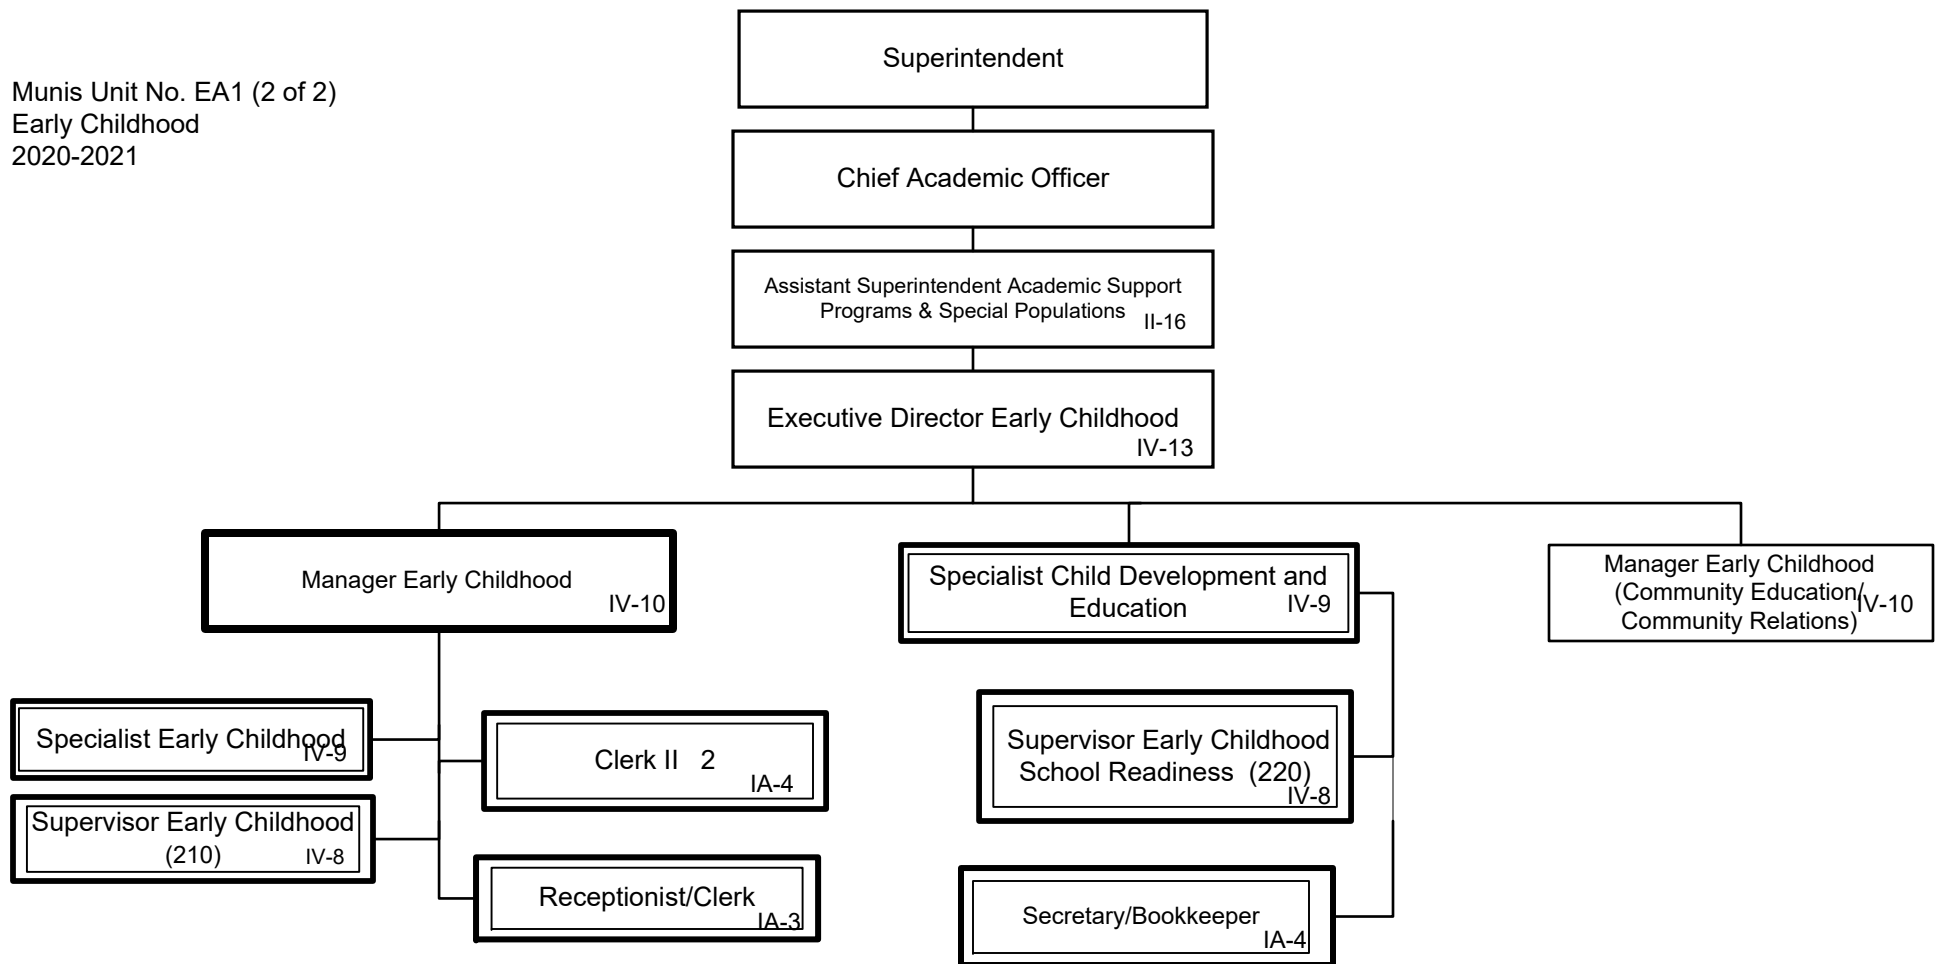 Superintendent
Munis Unit No. EA1 (2 of 2)
Early Childhood
2020-2021
Chief Academic Officer
Assistant Superintendent Academic Support
Programs & Special Populations
II-16
Executive Director Early Childhood
IV-13
Manager Early Childhood
IV-10
Specialist Child Development and
Education
IV-9
Manager Early Childhood
(Community Education/
Community Relations)
IV-10
Specialist Early Childhood
IV-9
Clerk II 2
IA-4
Supervisor Early Childhood
School Readiness (220)
IV-8
Supervisor Early Childhood
(210)
IV-8
Receptionist/Clerk
IA-3
Secretary/Bookkeeper
IA-4